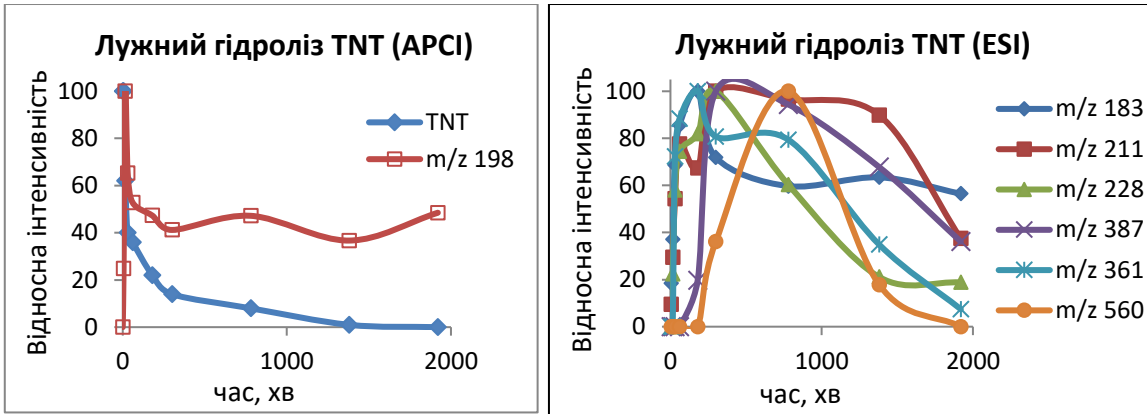 Лужний гідроліз TNT (APCI)
Відносна інтенсивність
100
80
60
40
20
0
0
1000
2000
час, хв
TNT
m/z 198
Лужний гідроліз TNT (ESI)
Відносна інтенсивність
100
80
60
40
20
0
0
1000
2000
час, хв
m/z 183
m/z 211
m/z 228
m/z 387
m/z 361
m/z 560